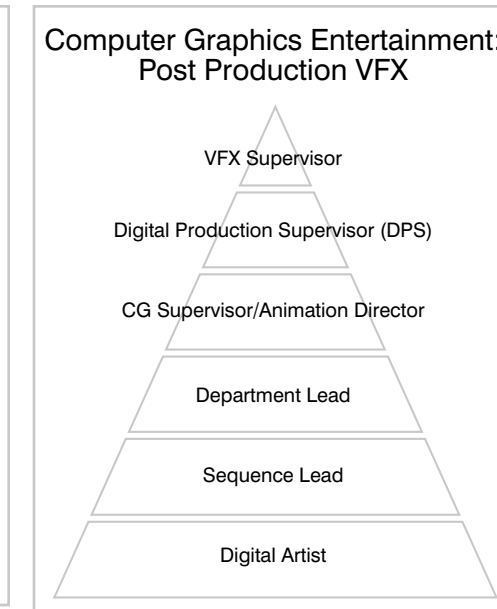 Computer Graphics Entertainment:
Post Production VFX
VFX Supervisor
Digital Production Supervisor (DPS)
CG Supervisor/Animation Director
Department Lead
Sequence Lead
Digital Artist